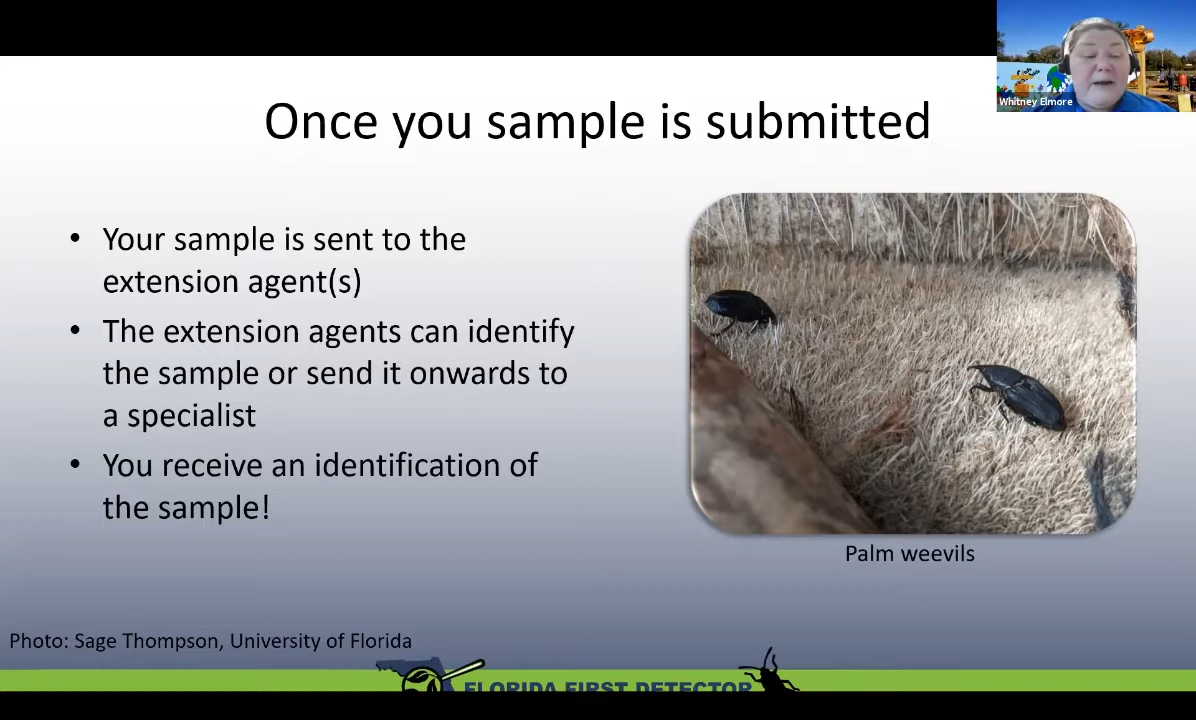 Whitney Elmore
Once you sample is submitted
• Your sample is sent to the
extension agent(s)
• The extension agents can identify
the sample or send it onwards to
a specialist
• You receive an identification of
the sample!
Palm weevils
Photo: Sage Thompson, University of Florida
FLORIDA FIRST DETECTOR